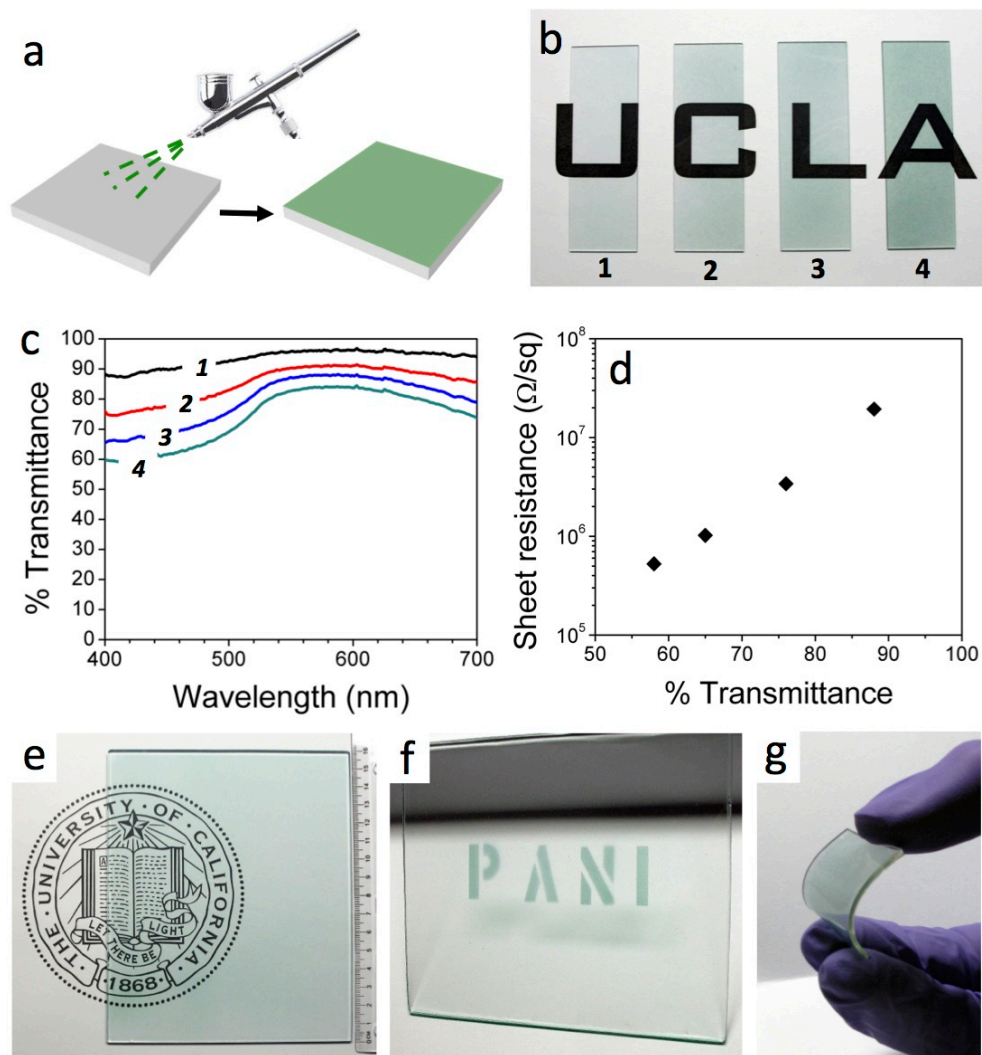 a
b
UCLA
1 2 3 4
c
% Transmittance
100
90
80
70
60
50
40
30
20
10
0
1
2
3
4
400 500 600 700
Wavelength (nm)
d
Sheet resistance (Ω/sq)
10⁸
10⁷
10⁶
10⁵
50 60 70 80 90 100
% Transmittance
e
THE · UNIVERSITY · OF · CALIFORNIA ·
A
LET THERE BE
LIGHT
· 1868 ·
f
PANI
g